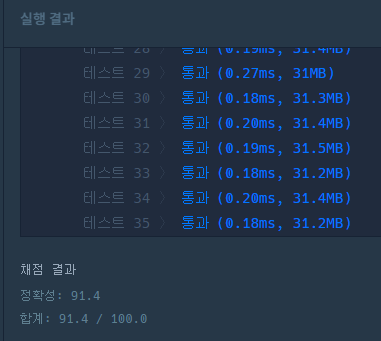 실행 결과
테스트 28 〉 통과 (0.19ms, 31.4MB)
테스트 29 〉 통과 (0.27ms, 31MB)
테스트 30 〉 통과 (0.18ms, 31.3MB)
테스트 31 〉 통과 (0.20ms, 31.4MB)
테스트 32 〉 통과 (0.19ms, 31.5MB)
테스트 33 〉 통과 (0.18ms, 31.2MB)
테스트 34 〉 통과 (0.20ms, 31.4MB)
테스트 35 〉 통과 (0.18ms, 31.2MB)
채점 결과
정확성: 91.4
합계: 91.4 / 100.0